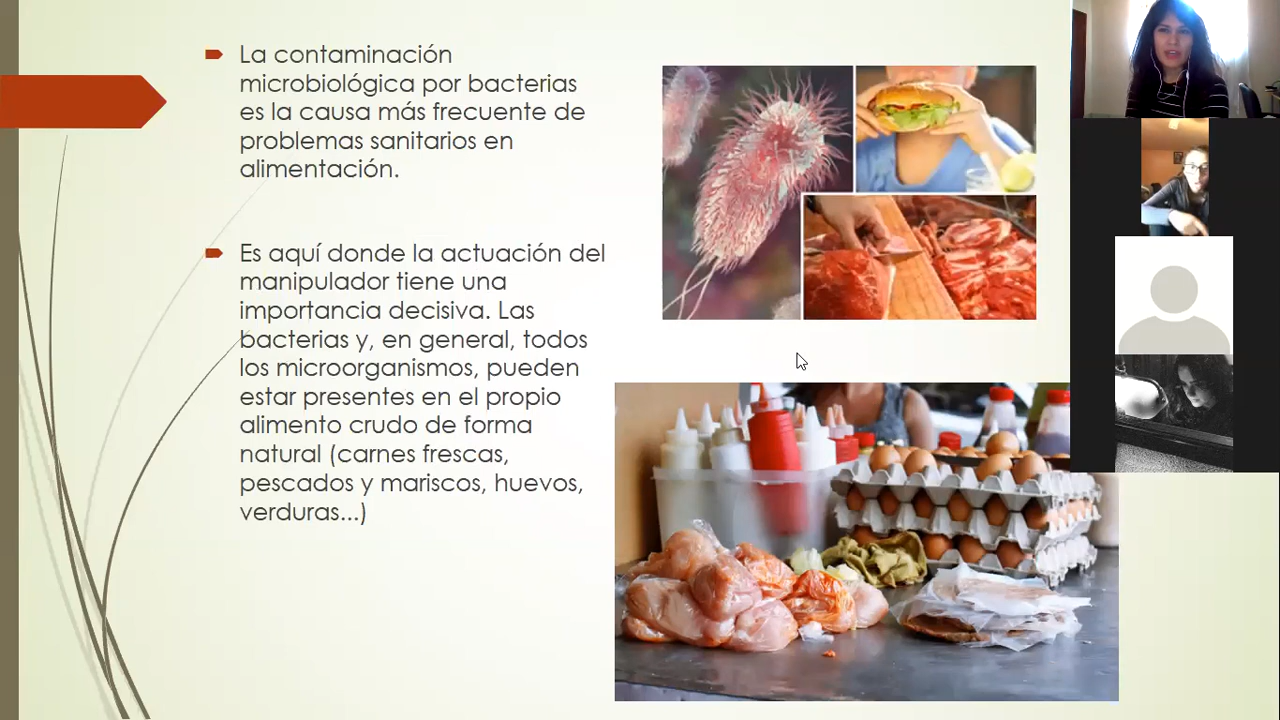 La contaminación
microbiológica por bacterias
es la causa más frecuente de
problemas sanitarios en
alimentación.
Es aquí donde la actuación del
manipulador tiene una
importancia decisiva. Las
bacterias y, en general, todos
los microorganismos, pueden
estar presentes en el propio
alimento crudo de forma
natural (carnes frescas,
pescados y mariscos, huevos,
verduras...)